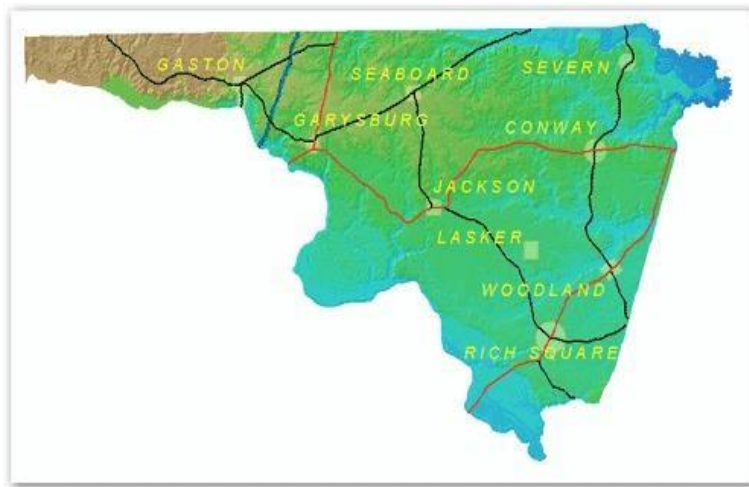 GASTON
SEABOARD
SEVERN
GARYSBURG
CONWAY
JACKSON
LASKER
WOODLAND
RICH SQUARE